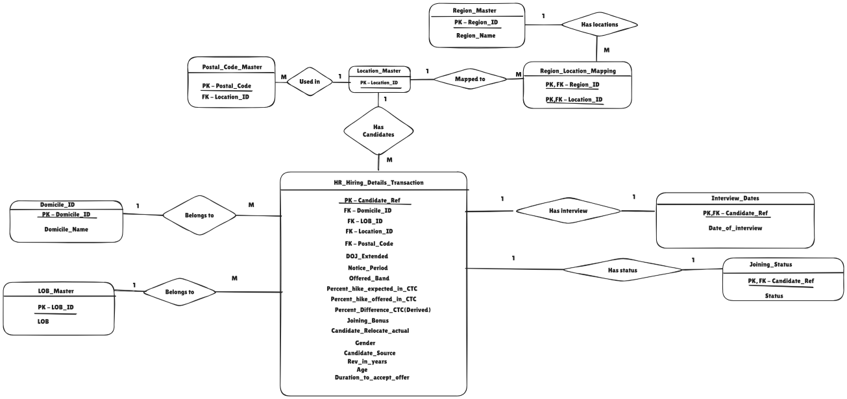 Region_Master
PK - Region_ID
Region_Name
1
Has locations
M
Postal_Code_Master
PK - Postal_Code
FK - Location_ID
M
Used in
1
Location_Master
PK - Location_ID
1
Mapped to
M
Region_Location_Mapping
PK, FK - Region_ID
PK,FK - Location_ID
1
Has
Candidates
M
HR_Hiring_Details_Transaction
PK - Candidate_Ref
FK - Domicile_ID
FK - LOB_ID
FK - Location_ID
FK - Postal_Code
DOJ_Extended
Notice_Period
Offered_Band
Percent_hike_expected_in_CTC
Percent_hike_offered_in_CTC
Percent_Difference_CTC(Derived)
Joining_Bonus
Candidate_Relocate_actual
Gender
Candidate_Source
Rev_in_years
Age
Duration_to_accept_offer
Domicile_ID
PK - Domicile_ID
Domicile_Name
1
Belongs to
M
LOB_Master
PK - LOB_ID
LOB
1
Belongs to
M
1
Has interview
1
Interview_Dates
PK,FK - Candidate_Ref
Date_of_interview
1
Has status
1
Joining_Status
PK, FK - Candidate_Ref
Status